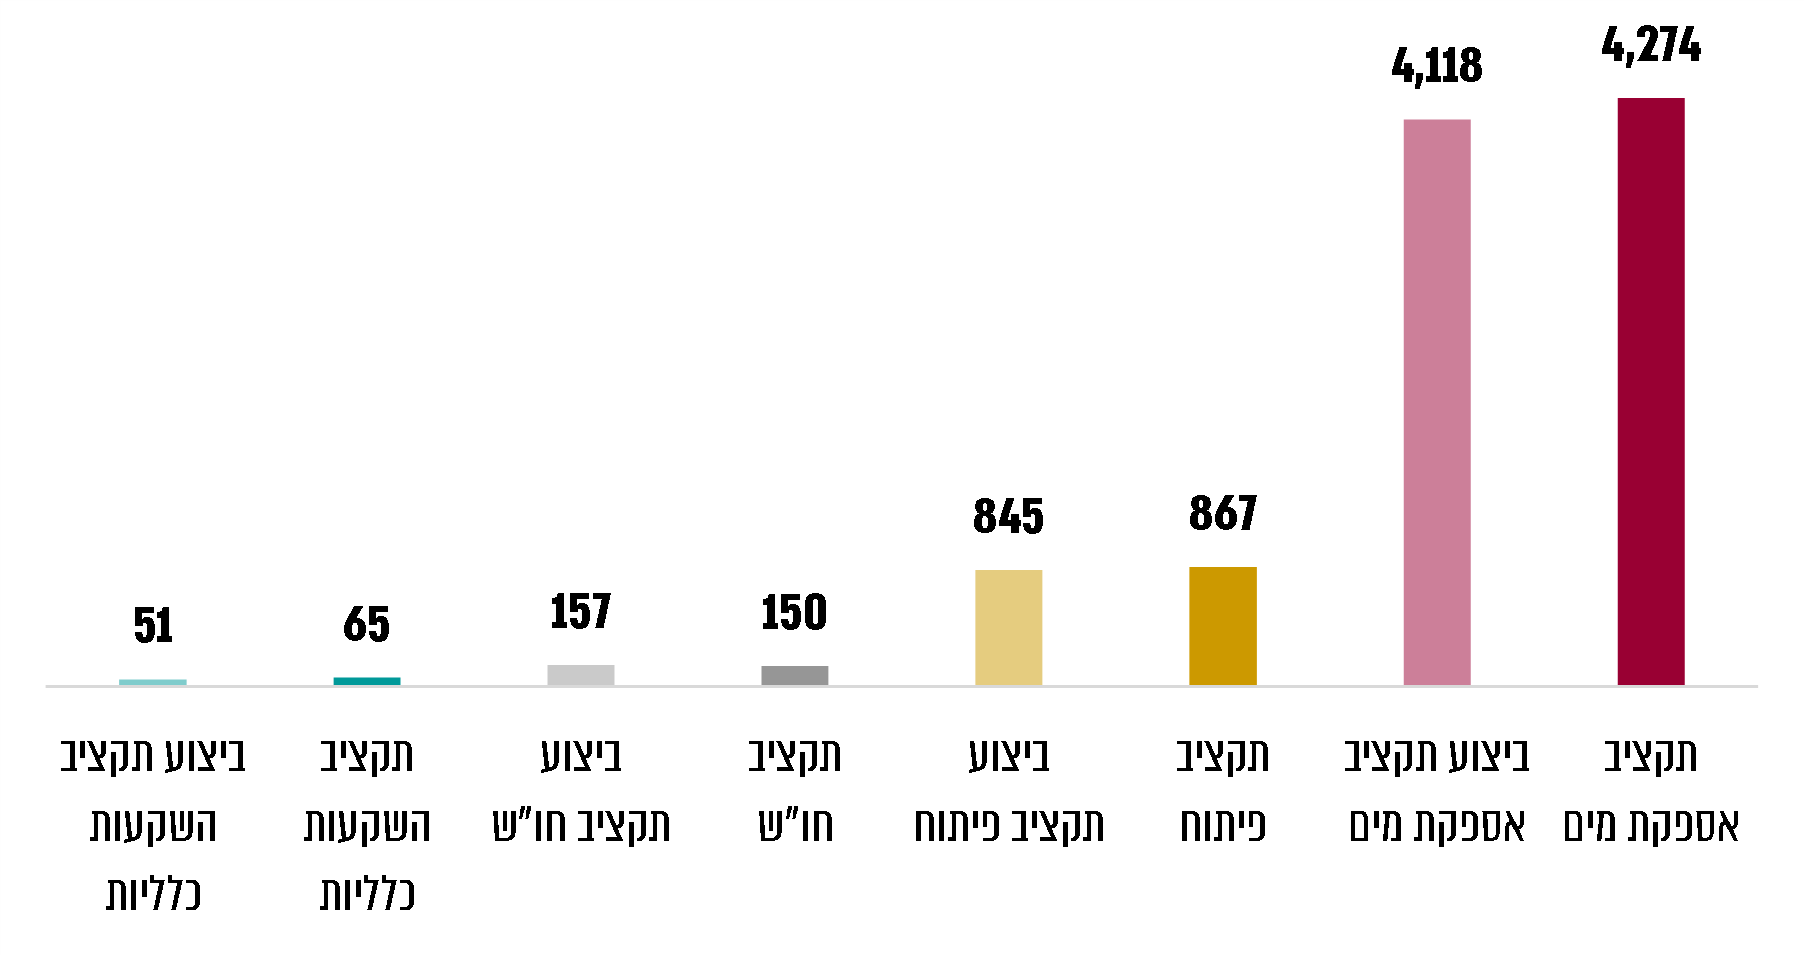 4,274
4,118
867
845
150
157
65
51
תקציב
אספקת מים
ביצוע תקציב
אספקת מים
תקציב
פיתוח
ביצוע
תקציב פיתוח
תקציב
חו"ש
ביצוע
תקציב חו"ש
תקציב
השקעות
כלליות
ביצוע תקציב
השקעות
כלליות